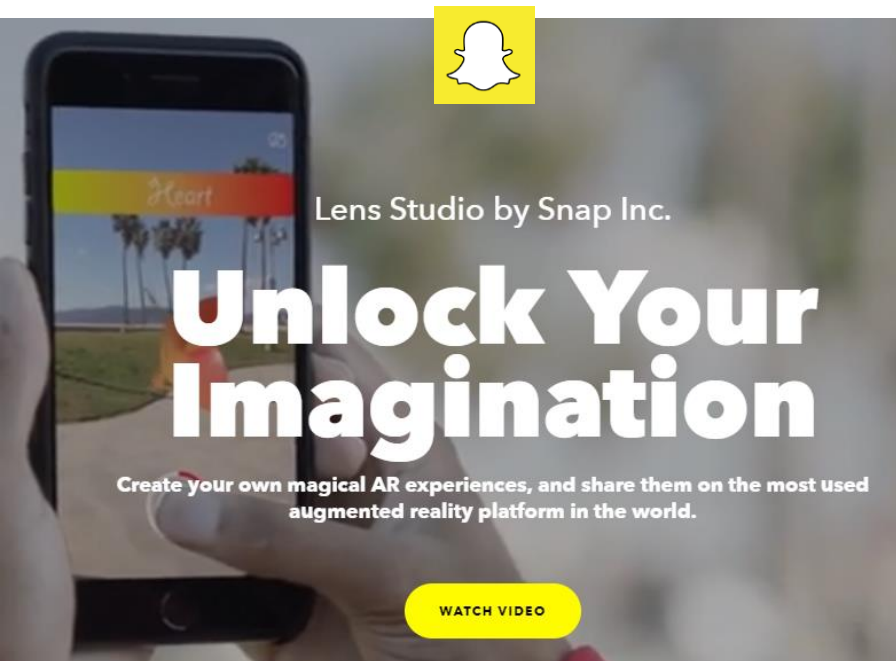 Heart
Lens Studio by Snap Inc.
Unlock Your
Imagination
Create your own magical AR experiences, and share them on the most used
augmented reality platform in the world.
WATCH VIDEO